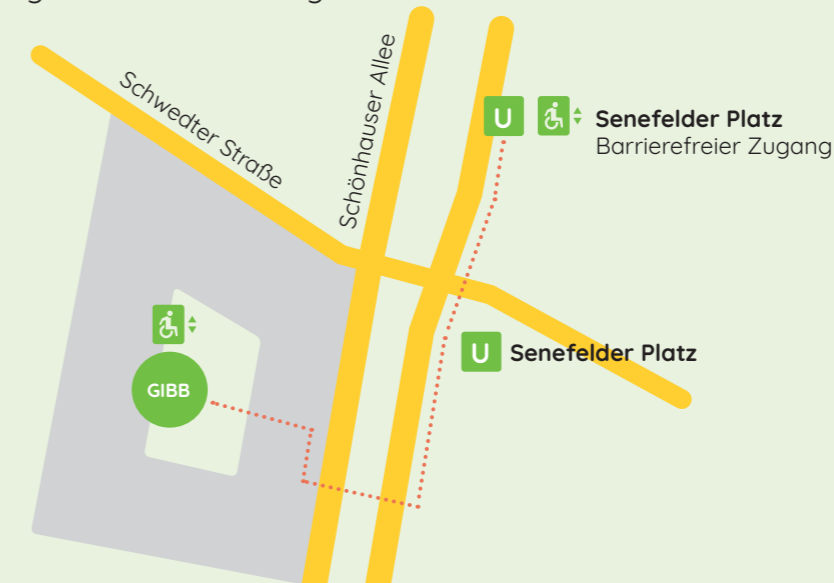 Schwedter Straße
Schönhauser Allee
U
Senefelder Platz
Barrierefreier Zugang
U Senefelder Platz
GIBB